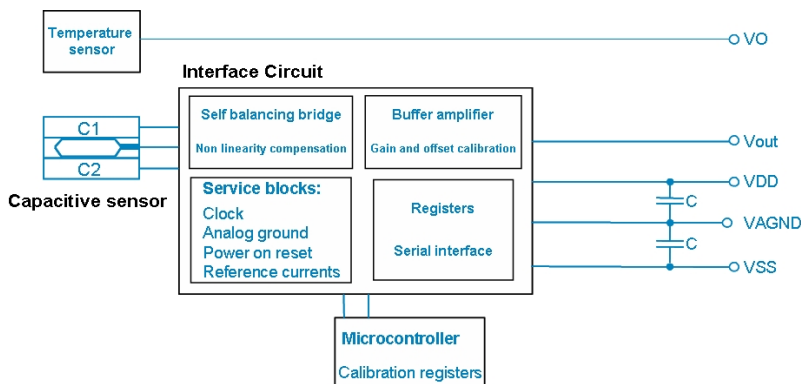 Temperature
sensor
VO
Interface Circuit
Self balancing bridge
Non linearity compensation
Buffer amplifier
Gain and offset calibration
C1
C2
Capacitive sensor
Vout
Service blocks:
Clock
Analog ground
Power on reset
Reference currents
Registers
Serial interface
VDD
C
VAGND
C
VSS
Microcontroller
Calibration registers